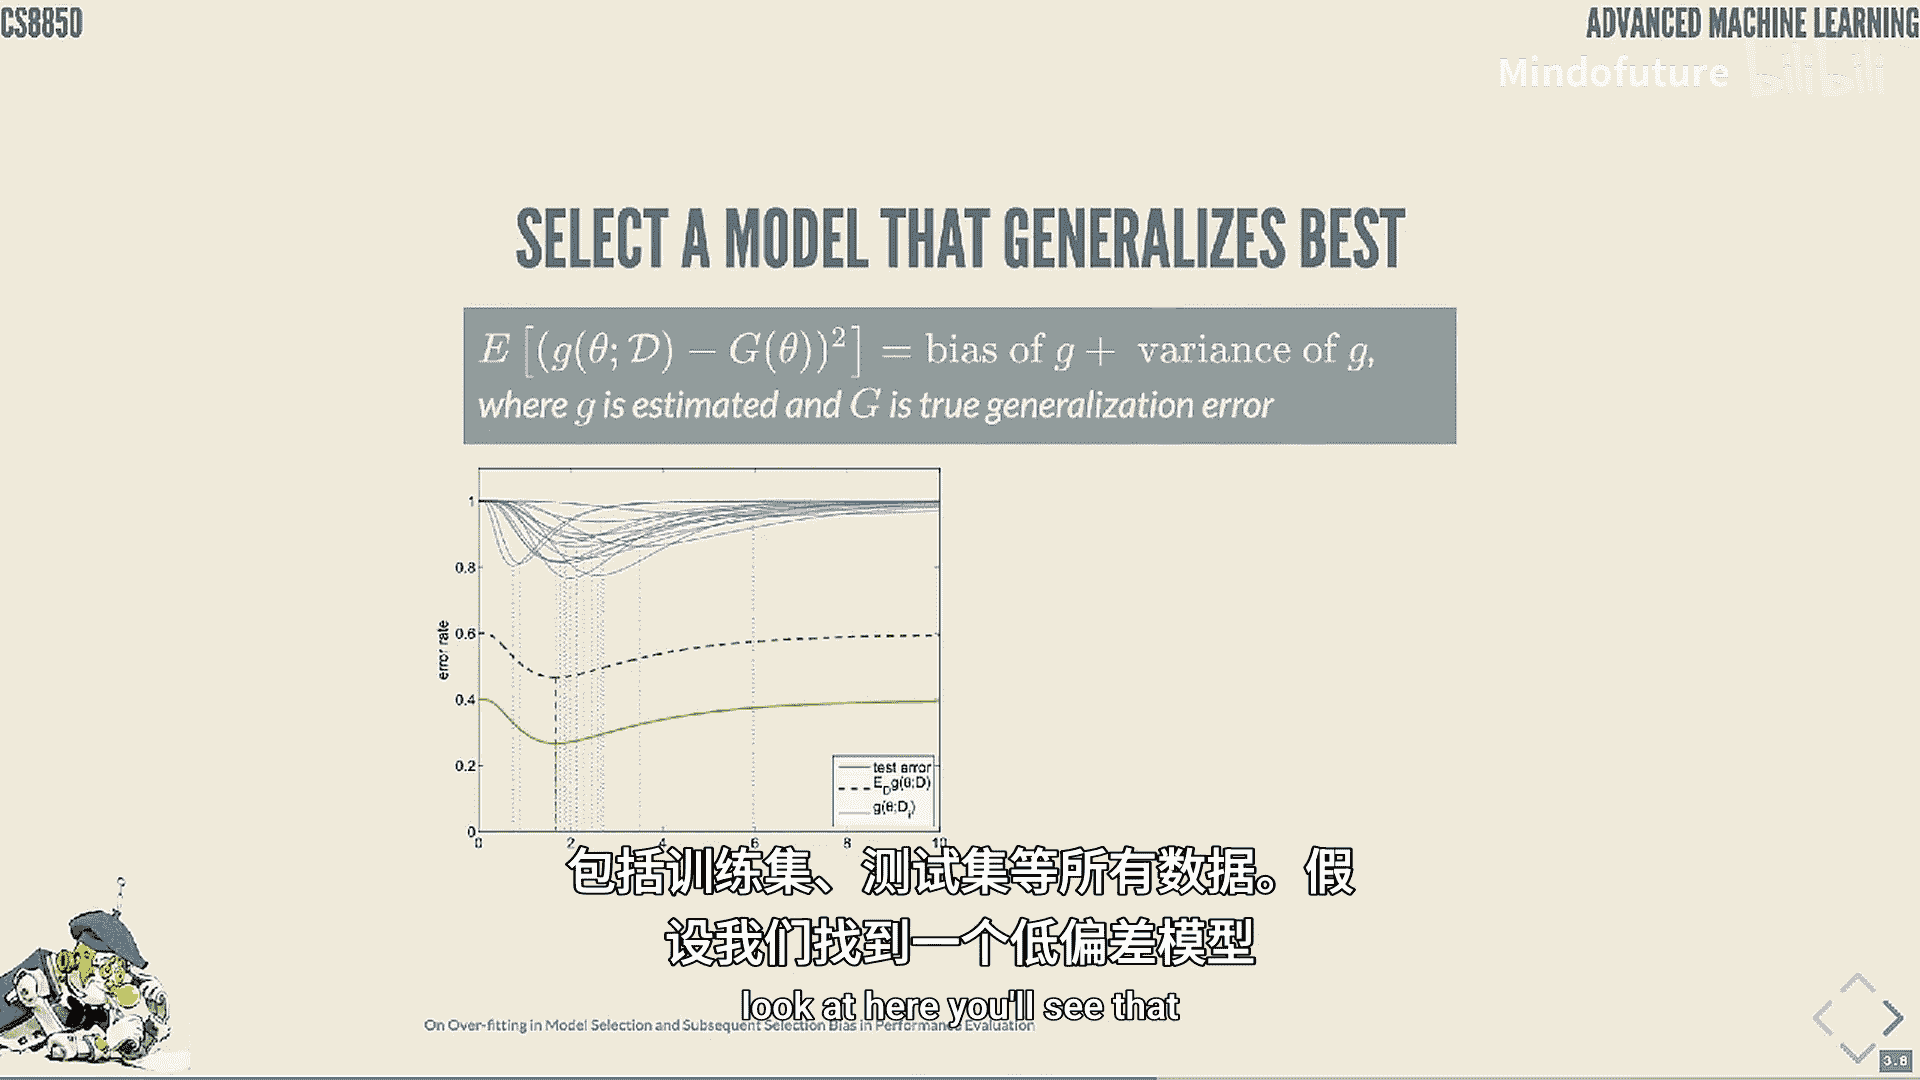 CS8850
ADVANCED MACHINE LEARNING
Mindofuture bilibili
SELECT A MODEL THAT GENERALIZES BEST
E[(g(θ; 𝒟) − G(θ))²] = bias of g + variance of g,
where g is estimated and G is true generalization error
1
0.8
0.6
0.4
0.2
0
error rate
0 2 4 6 8 10
test error
E_D g(θ;D)
g(θ;D_i)
包括训练集、测试集等所有数据。假
设我们找到一个低偏差模型
look at here you'll see that
On Over-fitting in Model Selection and Subsequent Selection Bias in Performance Evaluation
3.8